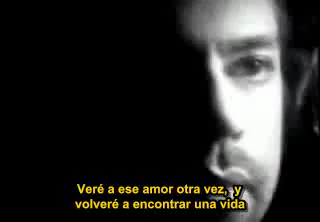 Veré a ese amor otra vez,  y
volveré a encontrar una vida